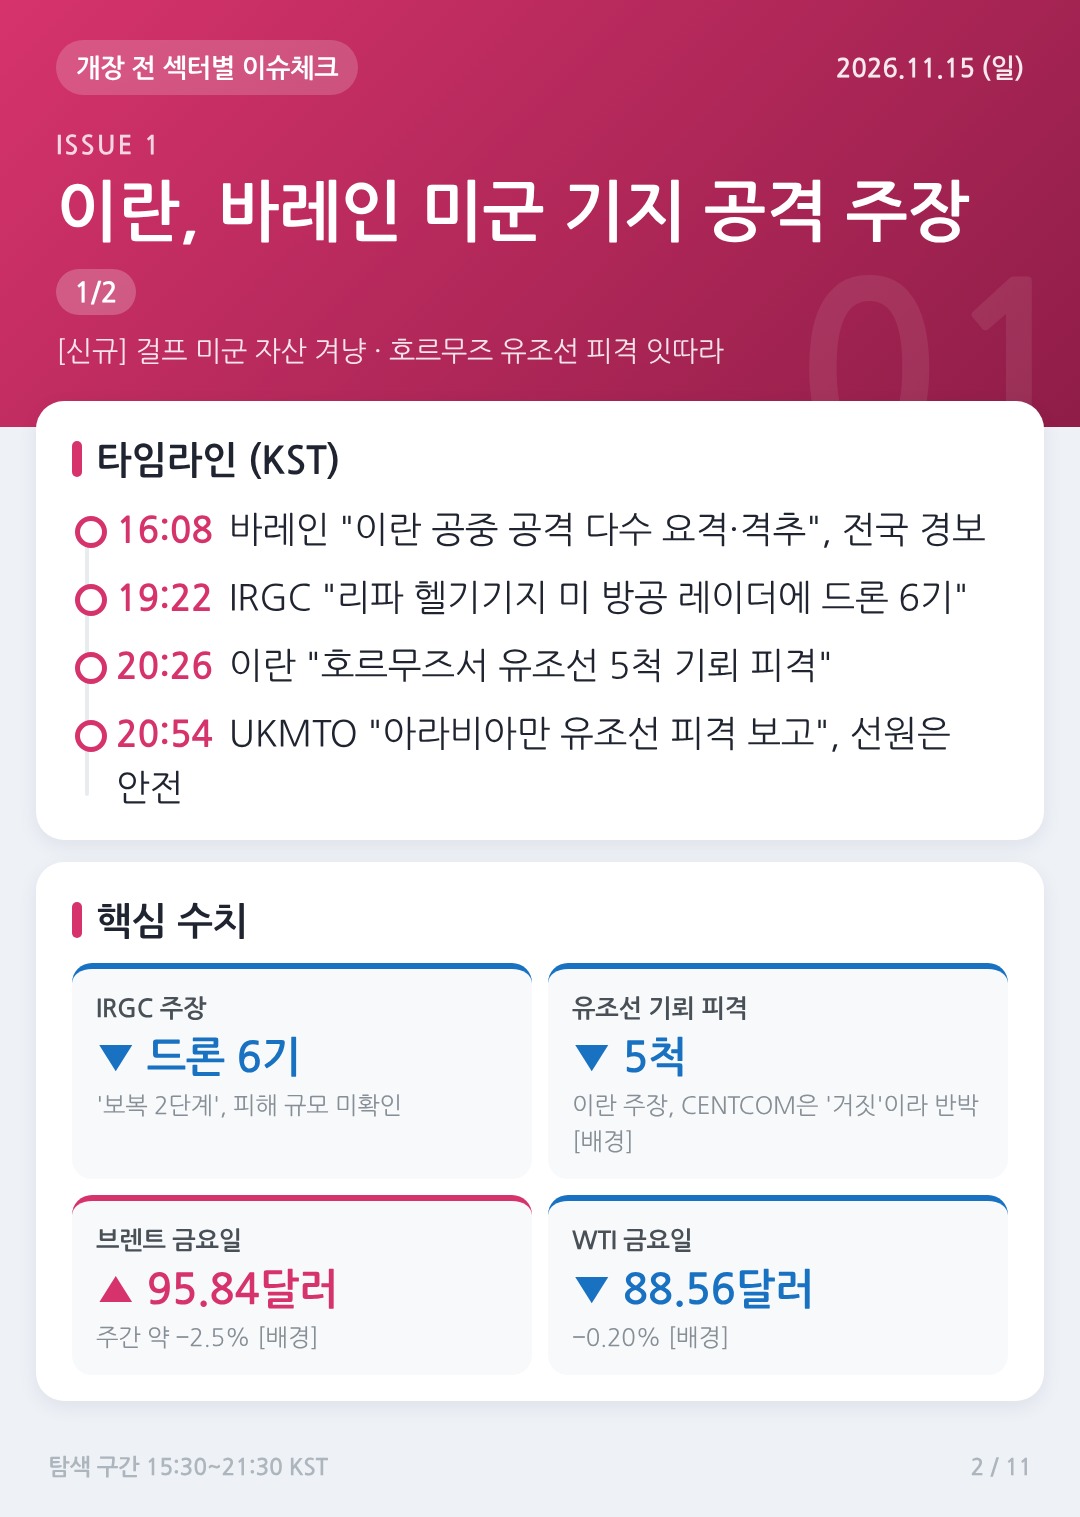 개장 전 섹터별 이슈체크
2026.11.15 (일)
ISSUE 1
이란, 바레인 미군 기지 공격 주장
1/2
01
[신규] 걸프 미군 자산 겨냥 · 호르무즈 유조선 피격 잇따라
타임라인 (KST)
16:08 바레인 "이란 공중 공격 다수 요격·격추", 전국 경보
19:22 IRGC "리파 헬기기지 미 방공 레이더에 드론 6기"
20:26 이란 "호르무즈서 유조선 5척 기뢰 피격"
20:54 UKMTO "아라비아만 유조선 피격 보고", 선원은
안전
핵심 수치
IRGC 주장
▼ 드론 6기
'보복 2단계', 피해 규모 미확인
유조선 기뢰 피격
▼ 5척
이란 주장, CENTCOM은 '거짓'이라 반박
[배경]
브렌트 금요일
▲ 95.84달러
주간 약 −2.5% [배경]
WTI 금요일
▼ 88.56달러
−0.20% [배경]
탐색 구간 15:30~21:30 KST
2 / 11